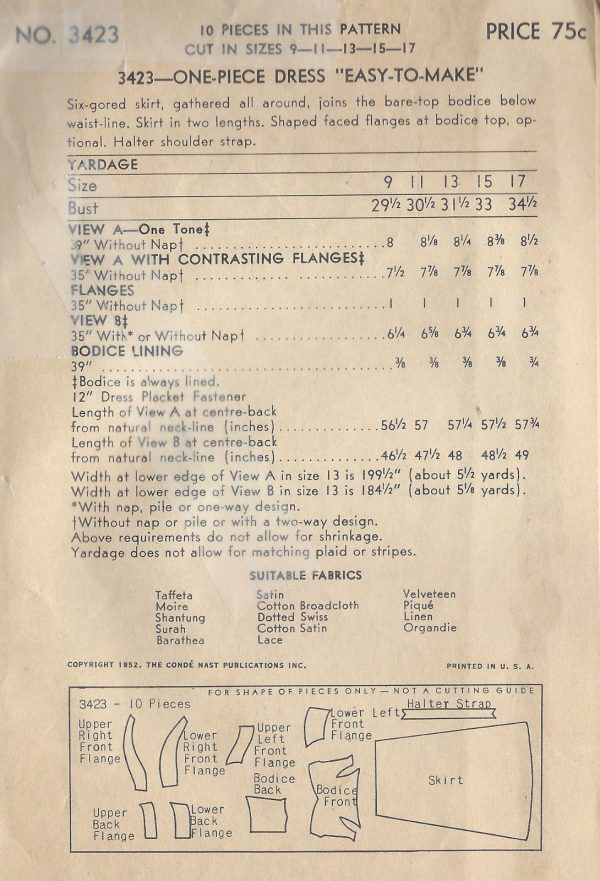 NO. 3423
10 PIECES IN THIS PATTERN
CUT IN SIZES 9—11—13—15—17
PRICE 75c
3423—ONE-PIECE DRESS "EASY-TO-MAKE"
Six-gored skirt, gathered all around, joins the bare-top bodice below
waist-line. Skirt in two lengths. Shaped faced flanges at bodice top, op-
tional. Halter shoulder strap.
YARDAGE
Size 9 11 13 15 17
Bust 29½ 30½ 31½ 33 34½
VIEW A—One Tone‡
39" Without Nap† 8 8⅛ 8¼ 8⅜ 8½
VIEW A WITH CONTRASTING FLANGES‡
35" Without Nap† 7½ 7⅞ 7⅞ 7⅞ 7⅞
FLANGES
35" Without Nap† 1 1 1 1 1
VIEW B‡
35" With* or Without Nap† 6¼ 6⅝ 6¾ 6¾ 6¾
BODICE LINING
39" ⅜ ⅜ ⅜ ⅜ ¾
‡Bodice is always lined.
12" Dress Placket Fastener
Length of View A at centre-back
from natural neck-line (inches) 56½ 57 57¼ 57½ 57¾
Length of View B at centre-back
from natural neck-line (inches) 46½ 47½ 48 48½ 49
Width at lower edge of View A in size 13 is 199½" (about 5½ yards).
Width at lower edge of View B in size 13 is 184½" (about 5⅛ yards).
*With nap, pile or one-way design.
†Without nap or pile or with a two-way design.
Above requirements do not allow for shrinkage.
Yardage does not allow for matching plaid or stripes.
SUITABLE FABRICS
Taffeta Satin Velveteen
Moire Cotton Broadcloth Piqué
Shantung Dotted Swiss Linen
Surah Cotton Satin Organdie
Barathea Lace
COPYRIGHT 1952, THE CONDÉ NAST PUBLICATIONS INC. PRINTED IN U. S. A.
FOR SHAPE OF PIECES ONLY — NOT A CUTTING GUIDE
3423 - 10 Pieces
Upper
Right
Front
Flange
Lower
Right
Front
Flange
Upper
Left
Front
Flange
Lower Left
Front
Flange
Halter Strap
Skirt
Upper
Back
Flange
Lower
Back
Flange
Bodice
Back
Bodice
Front